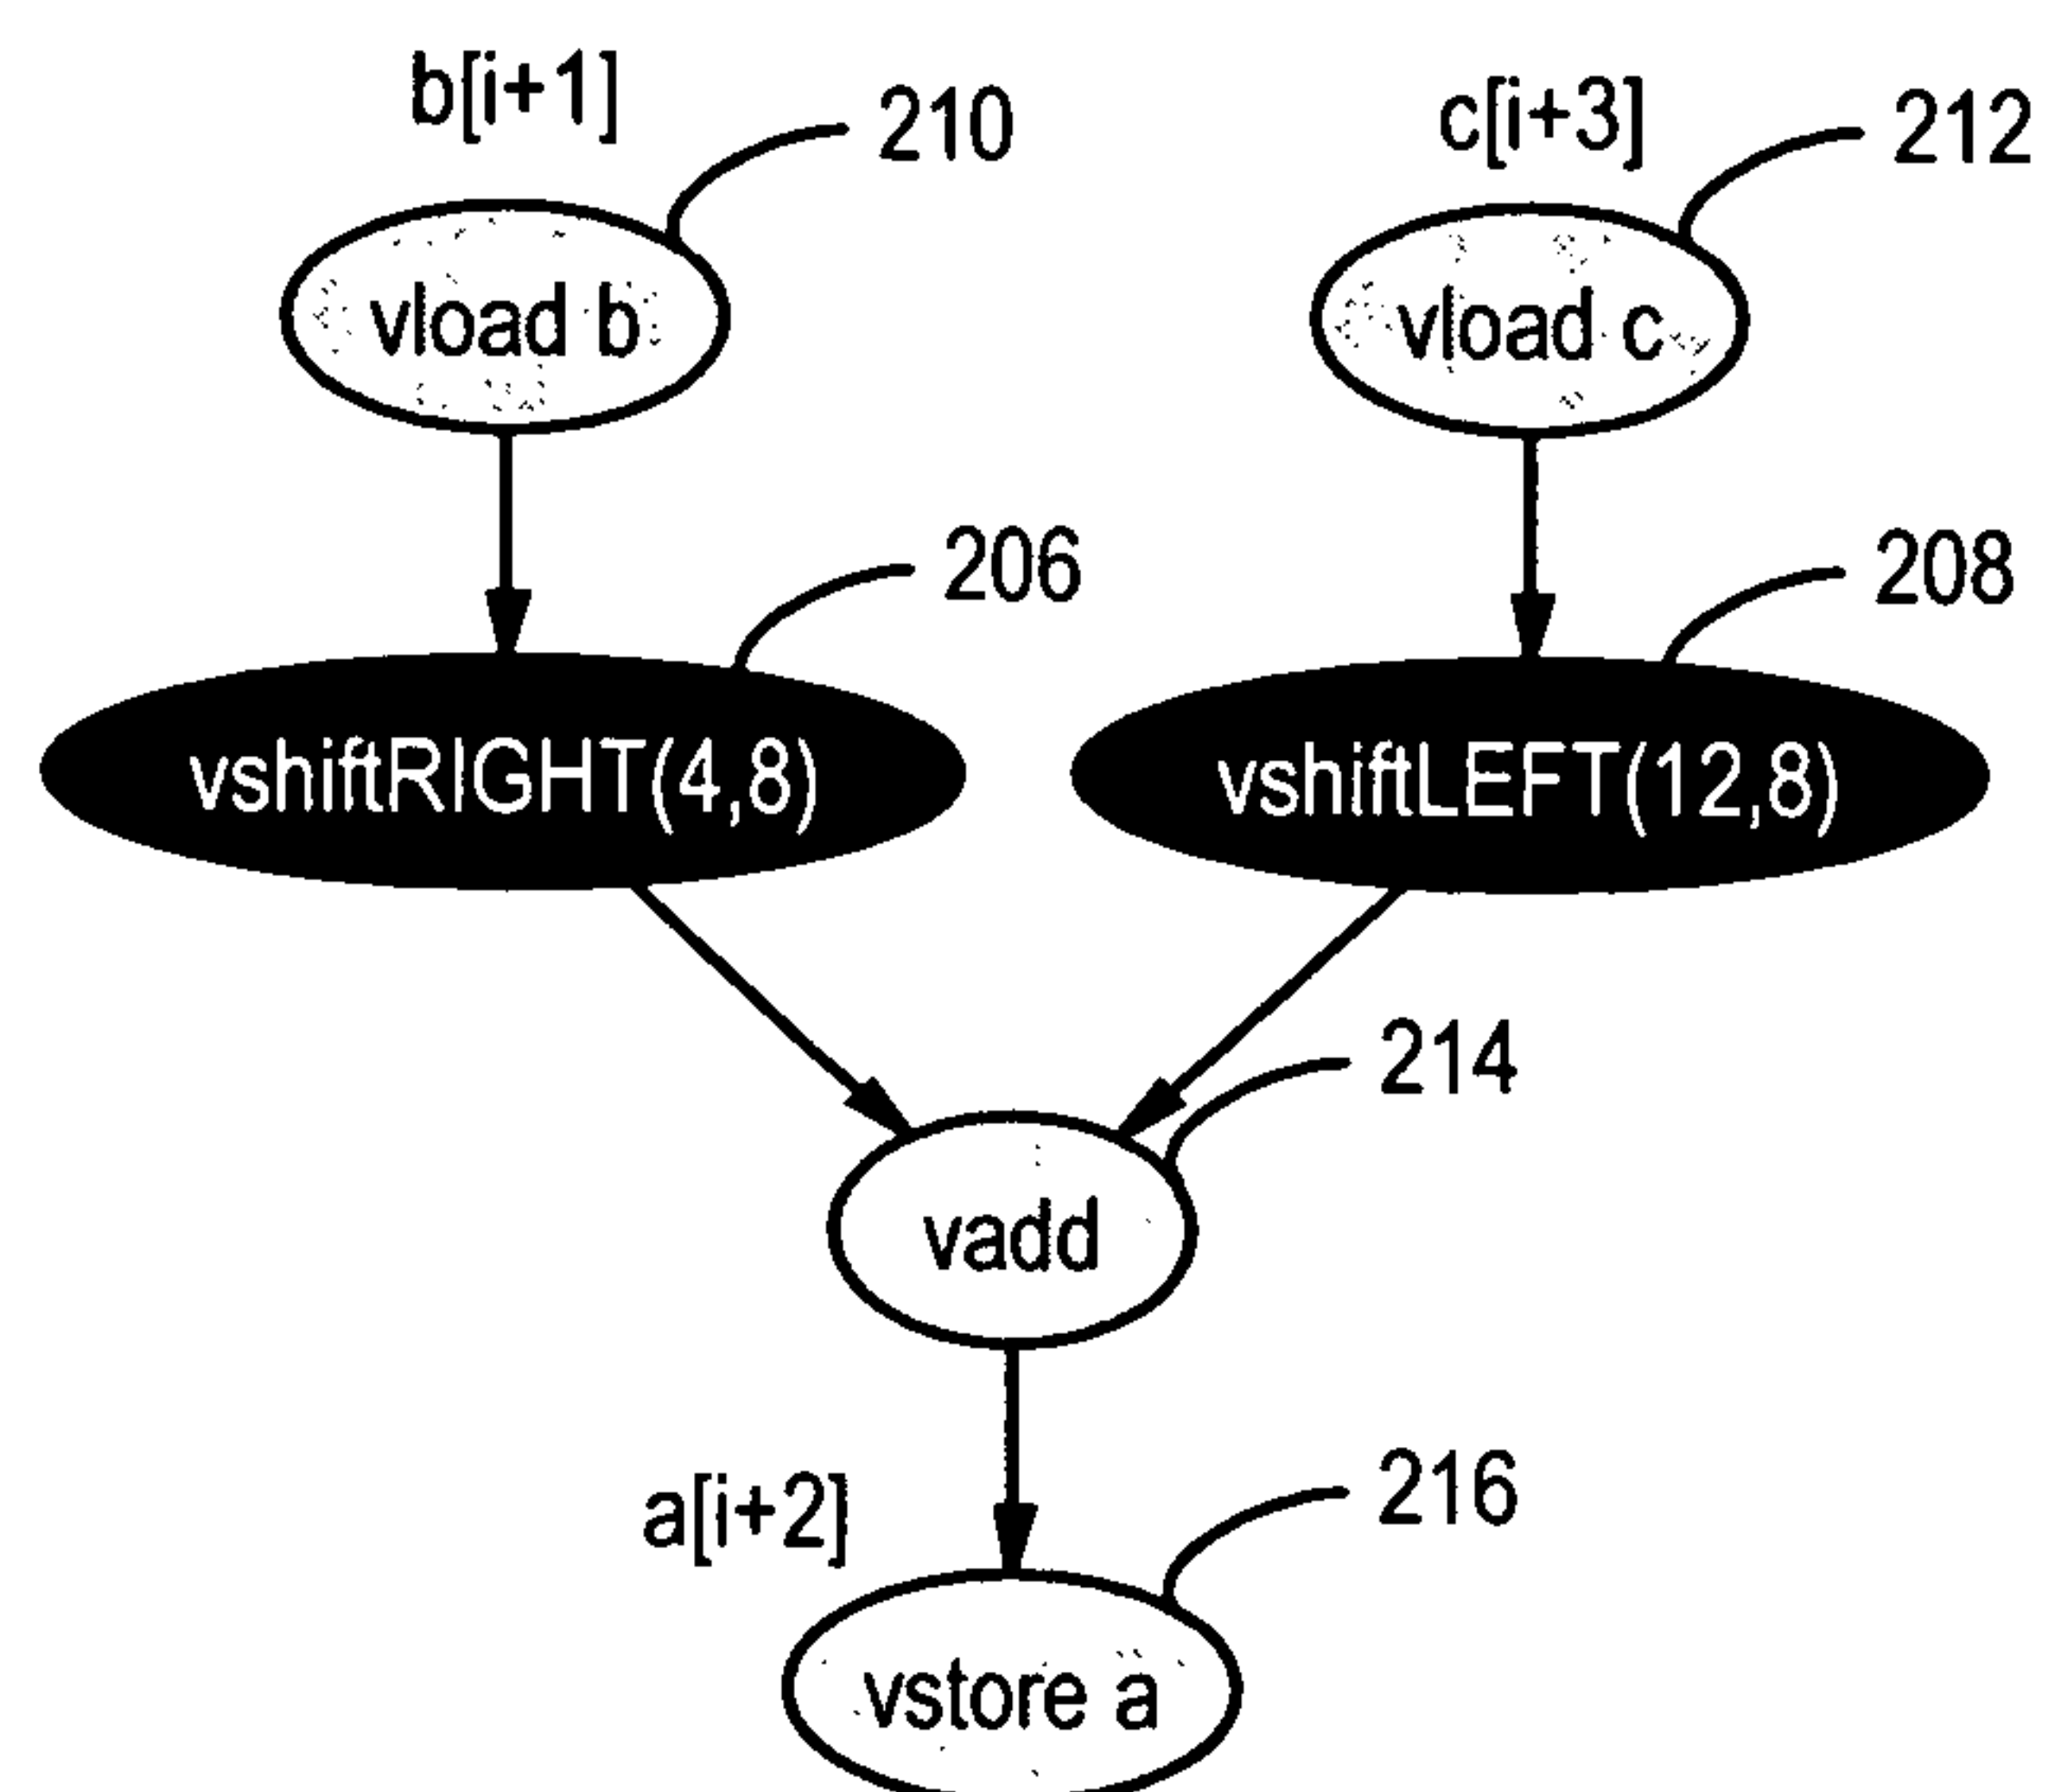 b[i+1]
210
c[i+3]
212
vload b
vload c
206
208
vshiftRIGHT(4,8)
vshiftLEFT(12,8)
214
vadd
a[i+2]
216
vstore a